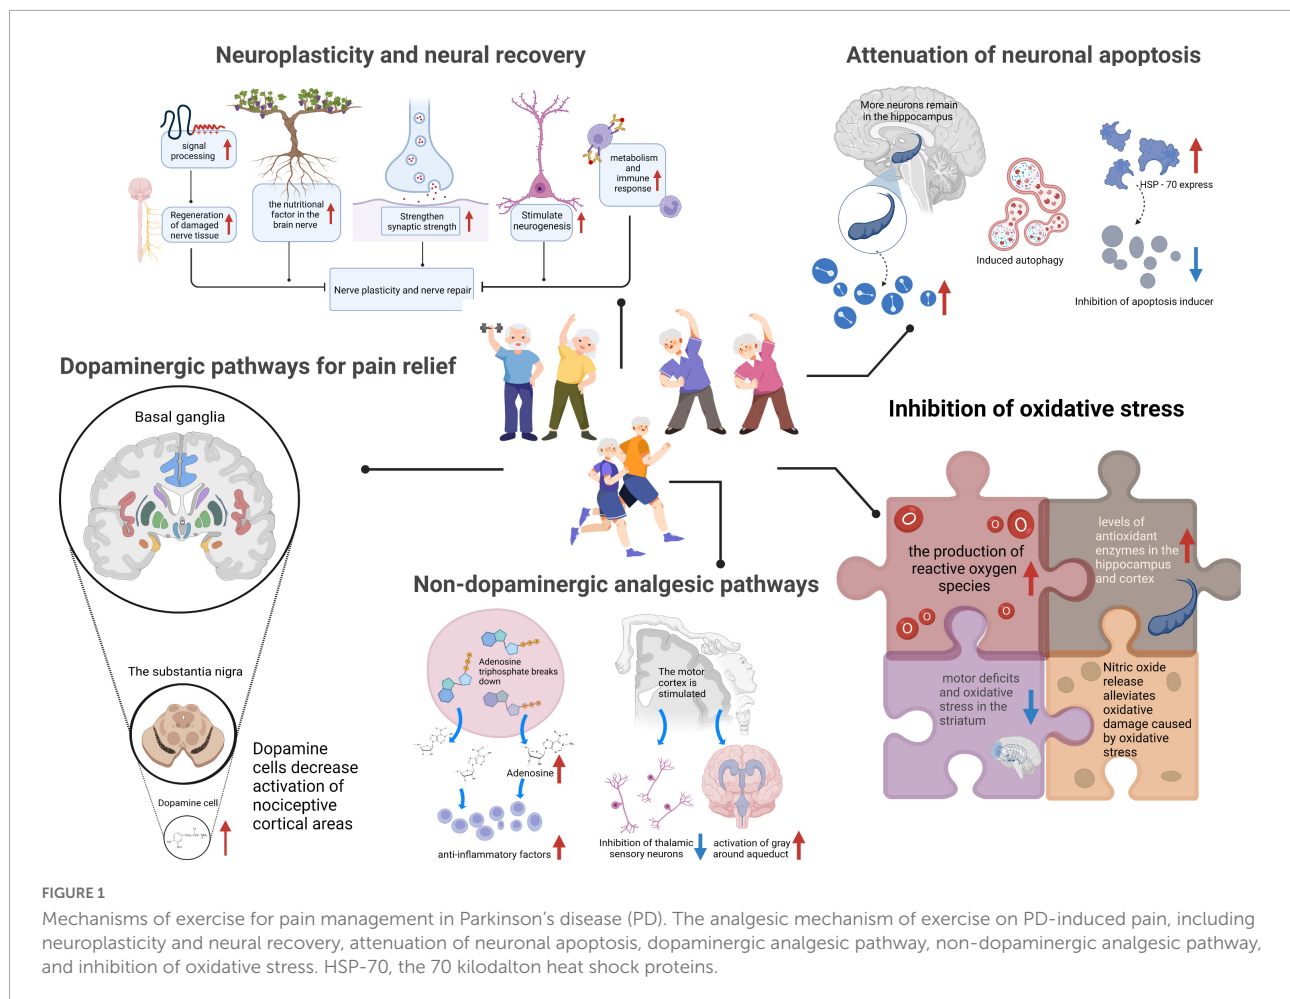 Neuroplasticity and neural recovery
signal
processing
Regeneration
of damaged
nerve tissue
the nutritional
factor in the
brain nerve
Strengthen
synaptic strength
Stimulate
neurogenesis
metabolism
and
immune
response
Nerve plasticity and nerve repair
Attenuation of neuronal apoptosis
More neurons remain
in the hippocampus
Induced autophagy
HSP - 70 express
Inhibition of apoptosis inducer
Dopaminergic pathways for pain relief
Basal ganglia
The substantia nigra
Dopamine cell
Dopamine
cells decrease
activation of
nociceptive
cortical areas
Non-dopaminergic analgesic pathways
Adenosine
triphosphate breaks
down
Adenosine
anti-inflammatory factors
The motor
cortex is
stimulated
Inhibition of thalamic
sensory neurons
activation of gray
around aqueduct
Inhibition of oxidative stress
the production of
reactive oxygen
species
levels of
antioxidant
enzymes in the
hippocampus
and cortex
motor deficits
and oxidative
stress in the
striatum
Nitric oxide
release
alleviates
oxidative
damage caused
by oxidative
stress
FIGURE 1
Mechanisms of exercise for pain management in Parkinson's disease (PD). The analgesic mechanism of exercise on PD-induced pain, including
neuroplasticity and neural recovery, attenuation of neuronal apoptosis, dopaminergic analgesic pathway, non-dopaminergic analgesic pathway,
and inhibition of oxidative stress. HSP-70, the 70 kilodalton heat shock proteins.